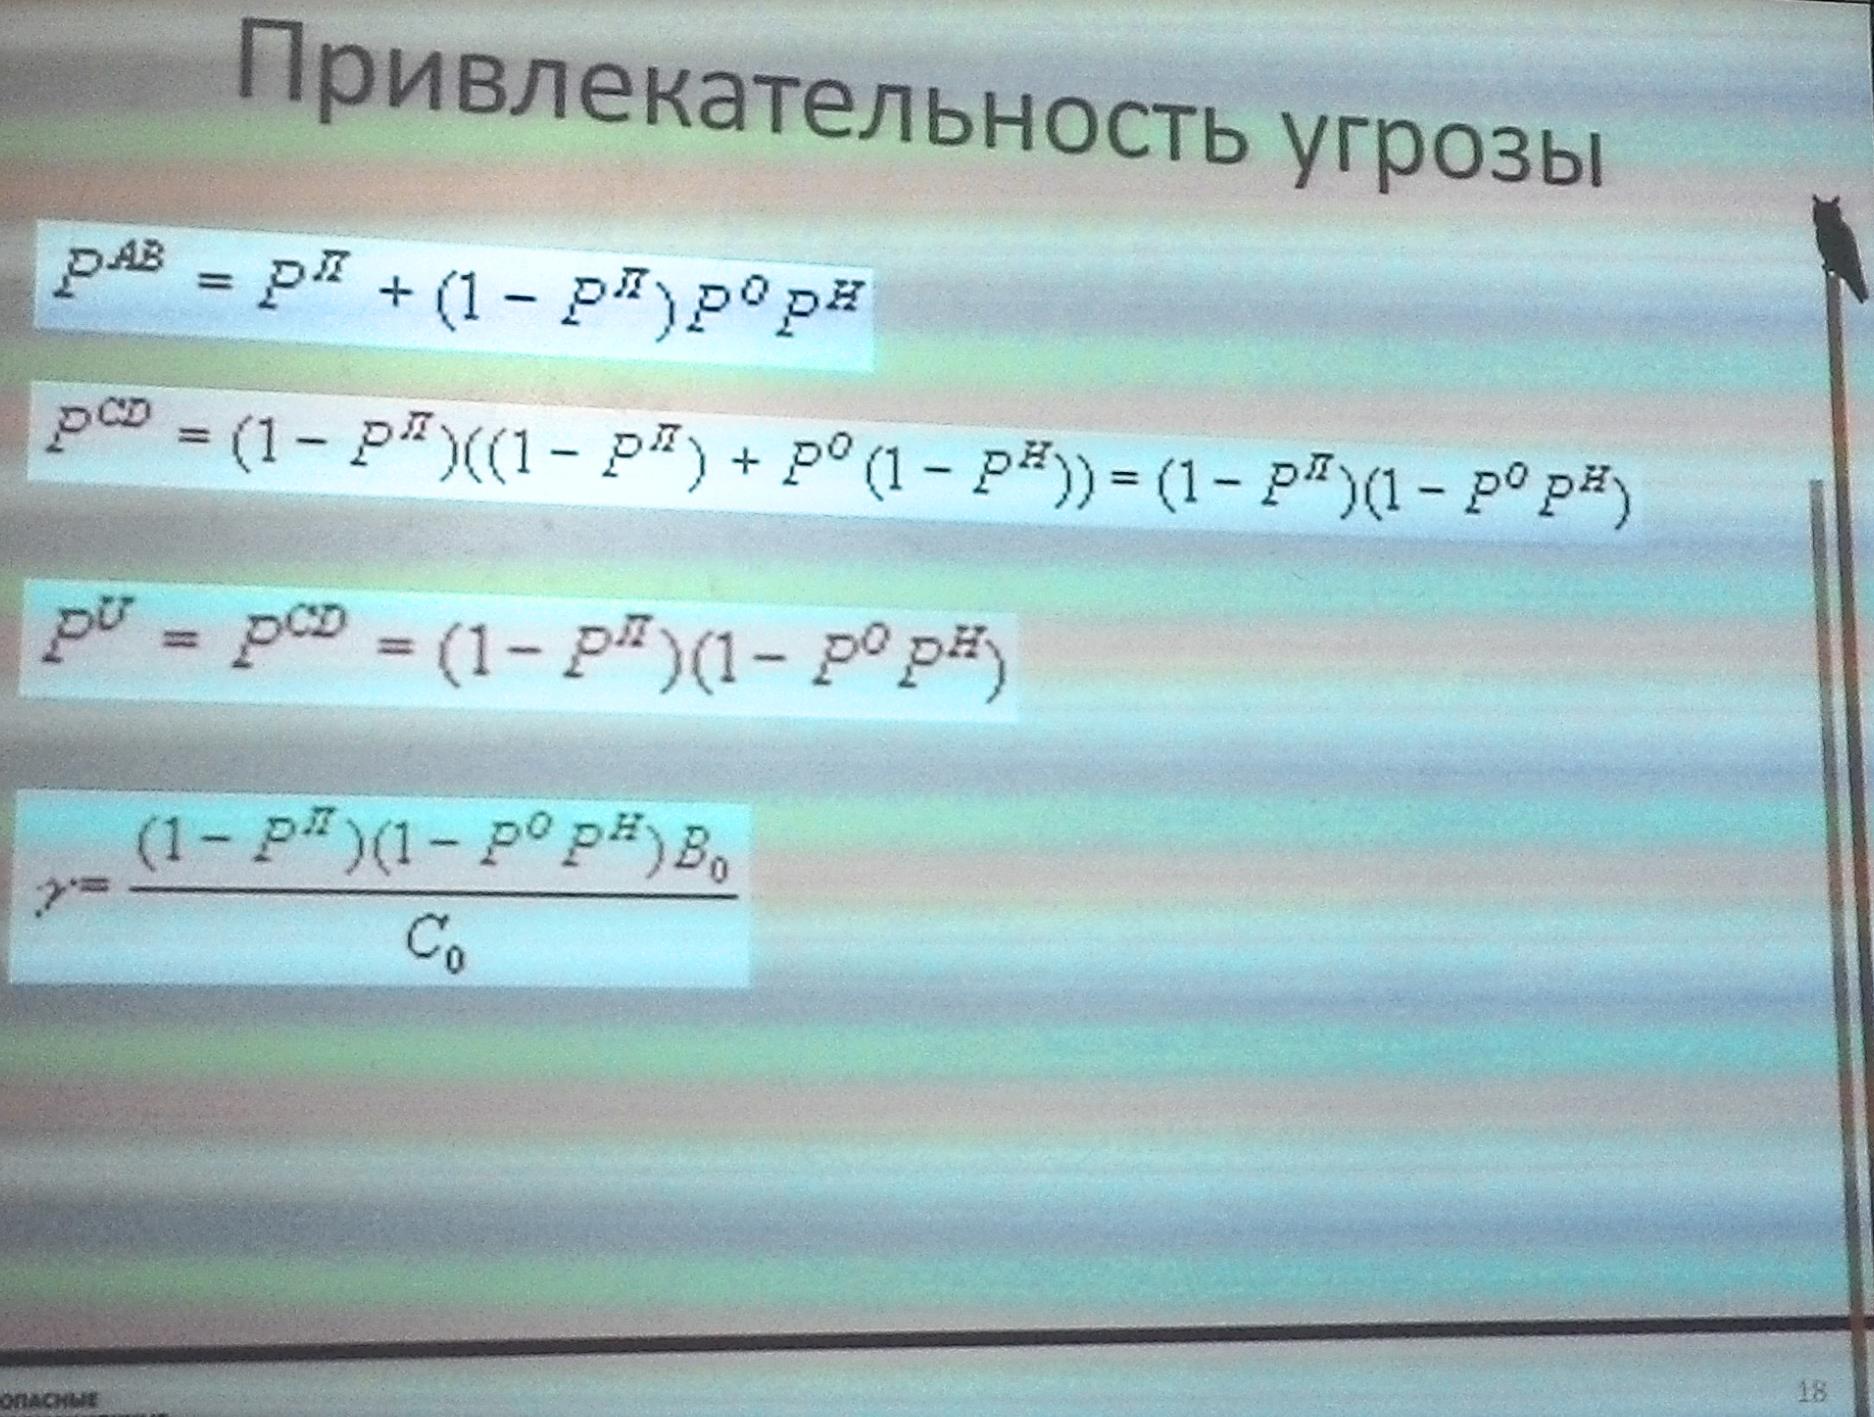 Привлекательность угрозы
P^{AB} = P^{П} + (1 − P^{П})P^{O}P^{H}
P^{CD} = (1 − P^{П})((1 − P^{П}) + P^{O}(1 − P^{H})) = (1 − P^{П})(1 − P^{O}P^{H})
P^{U} = P^{CD} = (1 − P^{П})(1 − P^{O}P^{H})
γ = \frac{(1 − P^{П})(1 − P^{O}P^{H})B_0}{C_0}
ОПАСНЫЕ
18